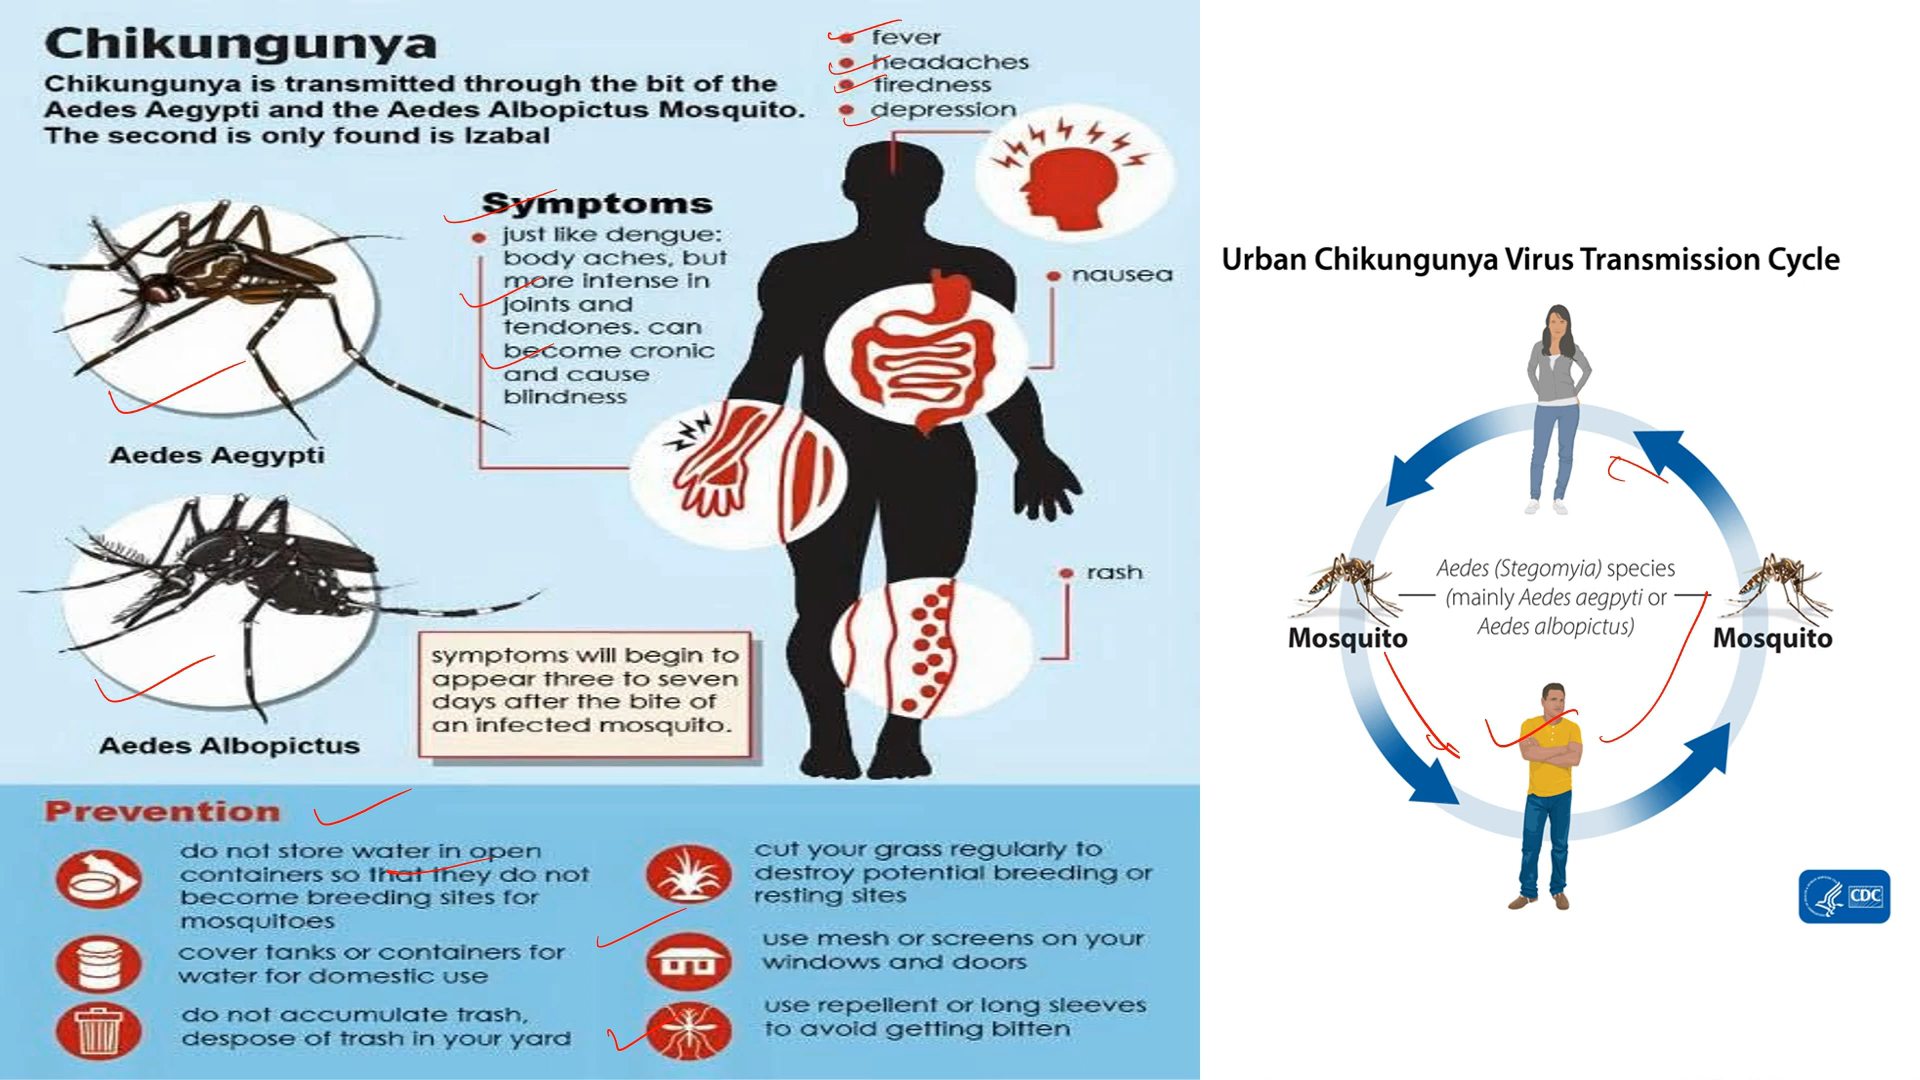 Chikungunya
Chikungunya is transmitted through the bit of the
Aedes Aegypti and the Aedes Albopictus Mosquito.
The second is only found is Izabal
fever
headaches
tiredness
depression
Symptoms
just like dengue:
body aches, but
more intense in
joints and
tendones. can
become cronic
and cause
blindness
nausea
rash
Aedes Aegypti
Aedes Albopictus
symptoms will begin to
appear three to seven
days after the bite of
an infected mosquito.
Prevention
do not store water in open
containers so that they do not
become breeding sites for
mosquitoes
cover tanks or containers for
water for domestic use
do not accumulate trash,
despose of trash in your yard
cut your grass regularly to
destroy potential breeding or
resting sites
use mesh or screens on your
windows and doors
use repellent or long sleeves
to avoid getting bitten
Urban Chikungunya Virus Transmission Cycle
Aedes (Stegomyia) species
(mainly Aedes aegpyti or
Aedes albopictus)
Mosquito
Mosquito
CDC